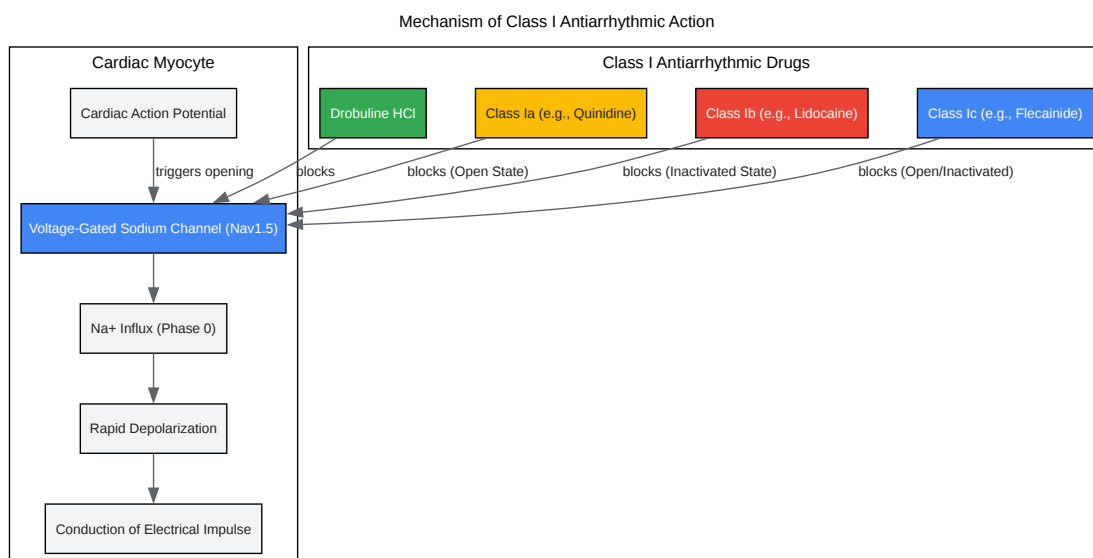 Mechanism of Class I Antiarrhythmic Action
Cardiac Myocyte
Class I Antiarrhythmic Drugs
Cardiac Action Potential
Drobuline HCl
Class Ia (e.g., Quinidine)
Class Ib (e.g., Lidocaine)
Class Ic (e.g., Flecainide)
triggers opening
blocks
blocks (Open State)
blocks (Inactivated State)
blocks (Open/Inactivated)
Voltage-Gated Sodium Channel (Nav1.5)
Na+ Influx (Phase 0)
Rapid Depolarization
Conduction of Electrical Impulse